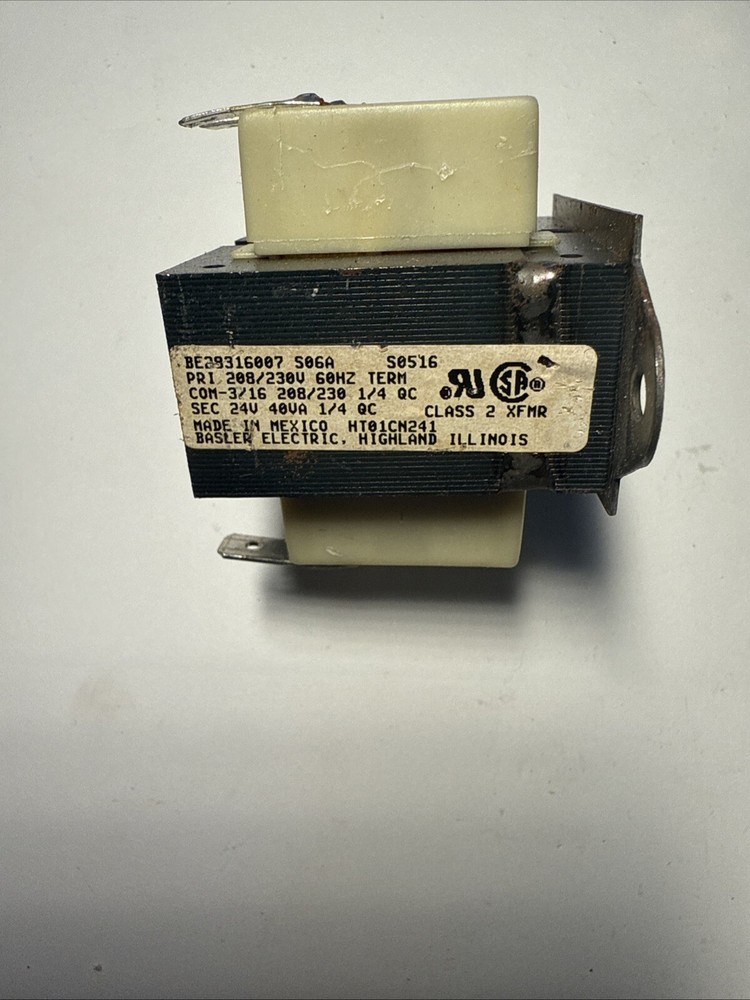 BE28316007 S06A S0516
PRI 208/230V 60HZ TERM
COM-3/16 208/230 1/4 QC
SEC 24V 40VA 1/4 QC CLASS 2 XFMR
MADE IN MEXICO HT01CN241
BASLER ELECTRIC, HIGHLAND ILLINOIS